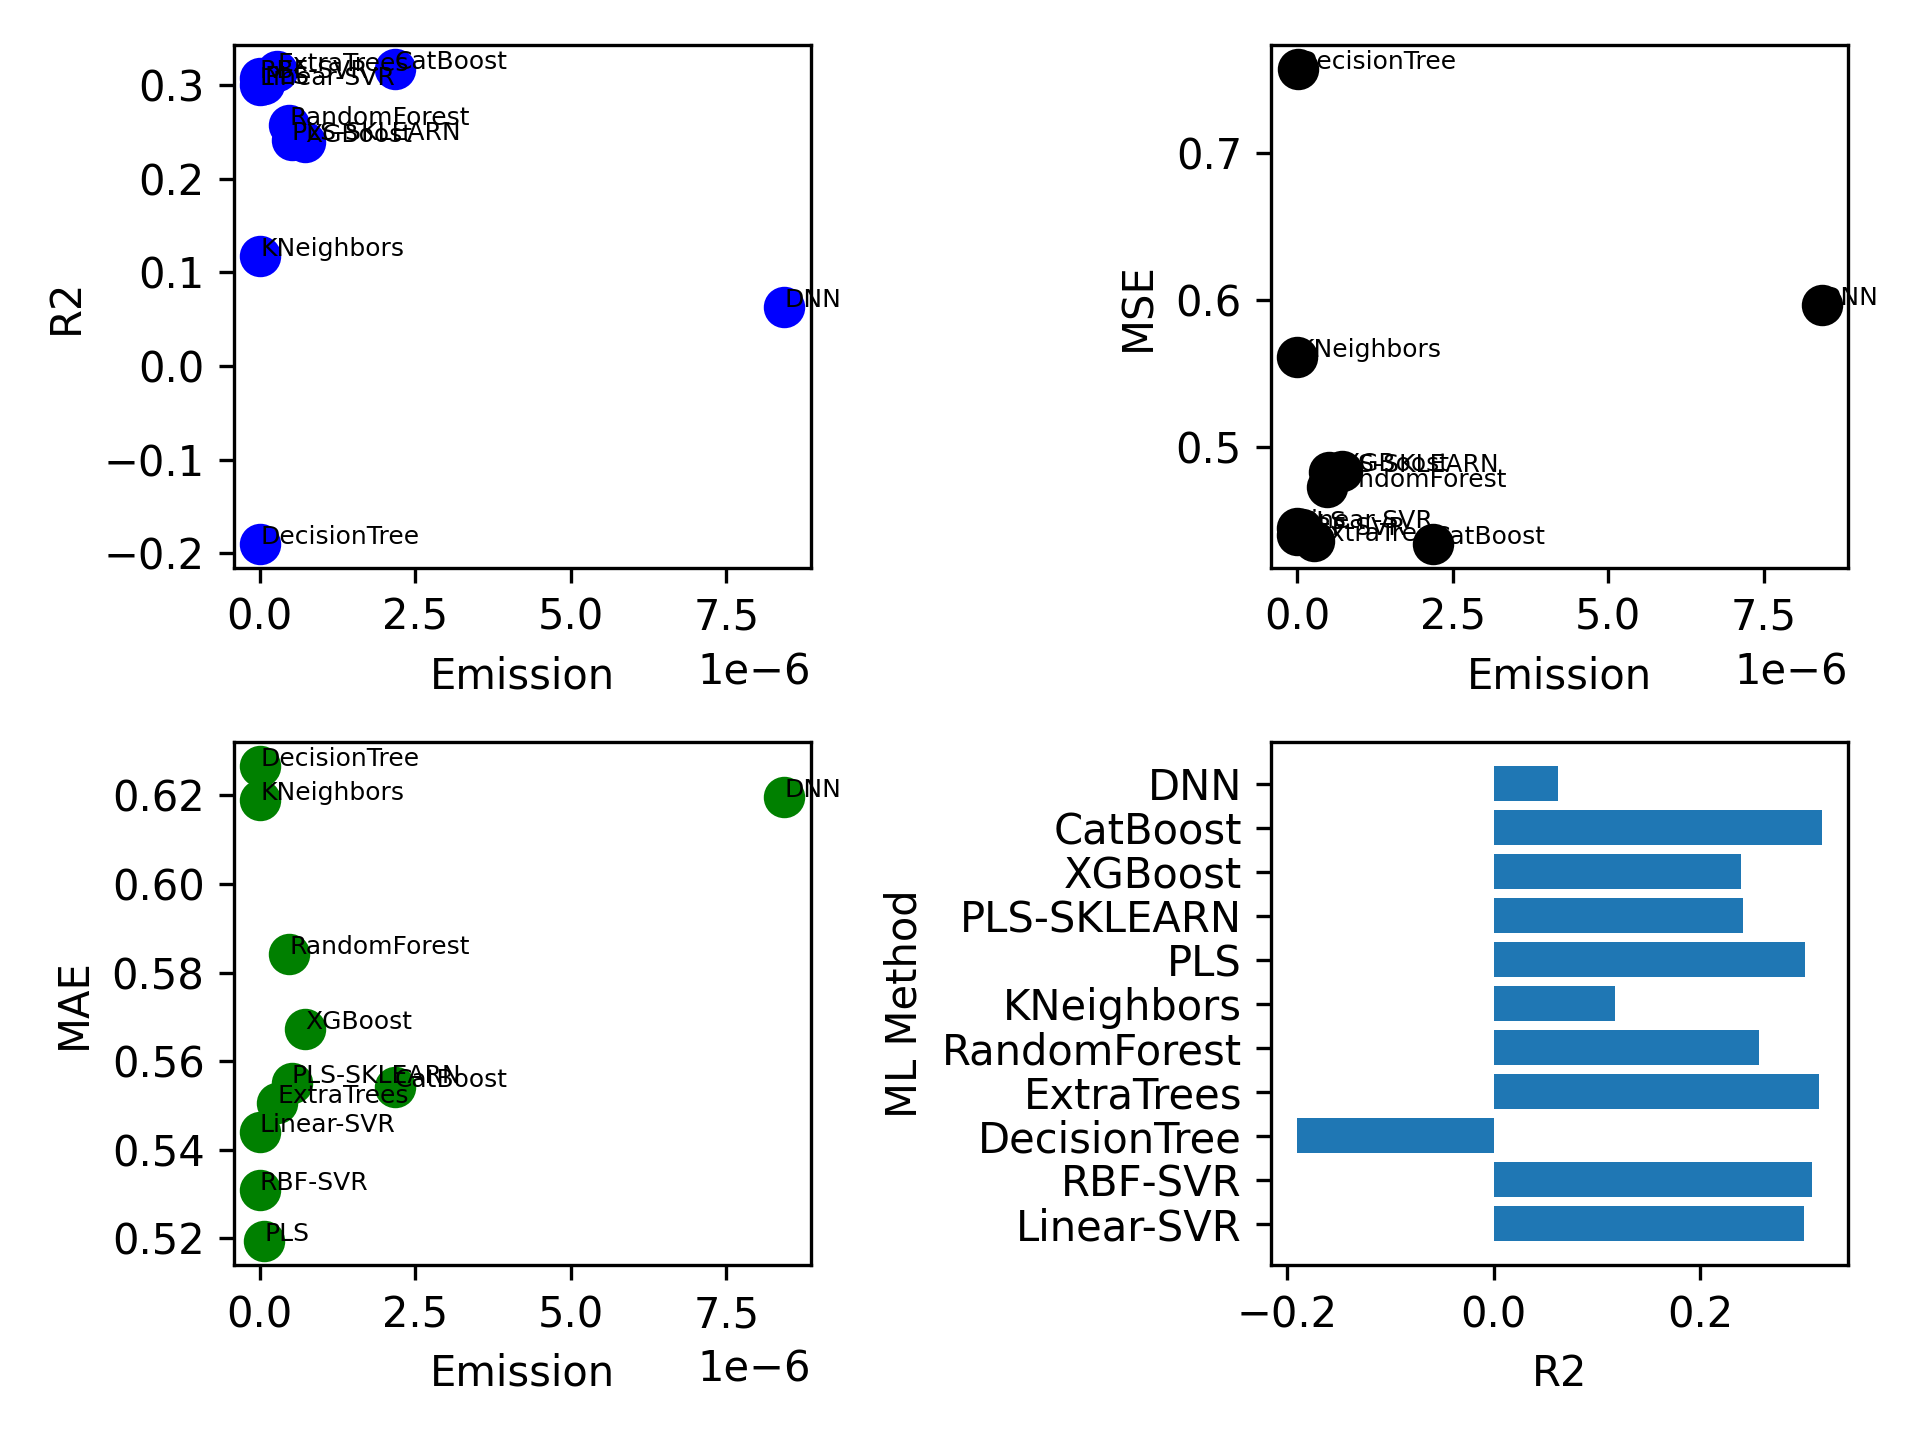 R2
0.3
0.2
0.1
0.0
−0.1
−0.2
ExtraTrees
CatBoost
RBF-SVR
PLS
Linear-SVR
RandomForest
PLS-SKLEARN
XGBoost
KNeighbors
DNN
DecisionTree
0.0 2.5 5.0 7.5
Emission
1e−6
MSE
0.7
0.6
0.5
DecisionTree
DNN
KNeighbors
XGBoost
PLS-SKLEARN
RandomForest
PLS
Linear-SVR
RBF-SVR
ExtraTrees
CatBoost
0.0 2.5 5.0 7.5
Emission
1e−6
MAE
0.62
0.60
0.58
0.56
0.54
0.52
DecisionTree
KNeighbors
DNN
RandomForest
XGBoost
PLS-SKLEARN
CatBoost
ExtraTrees
Linear-SVR
RBF-SVR
PLS
0.0 2.5 5.0 7.5
Emission
1e−6
ML Method
DNN
CatBoost
XGBoost
PLS-SKLEARN
PLS
KNeighbors
RandomForest
ExtraTrees
DecisionTree
RBF-SVR
Linear-SVR
−0.2 0.0 0.2
R2